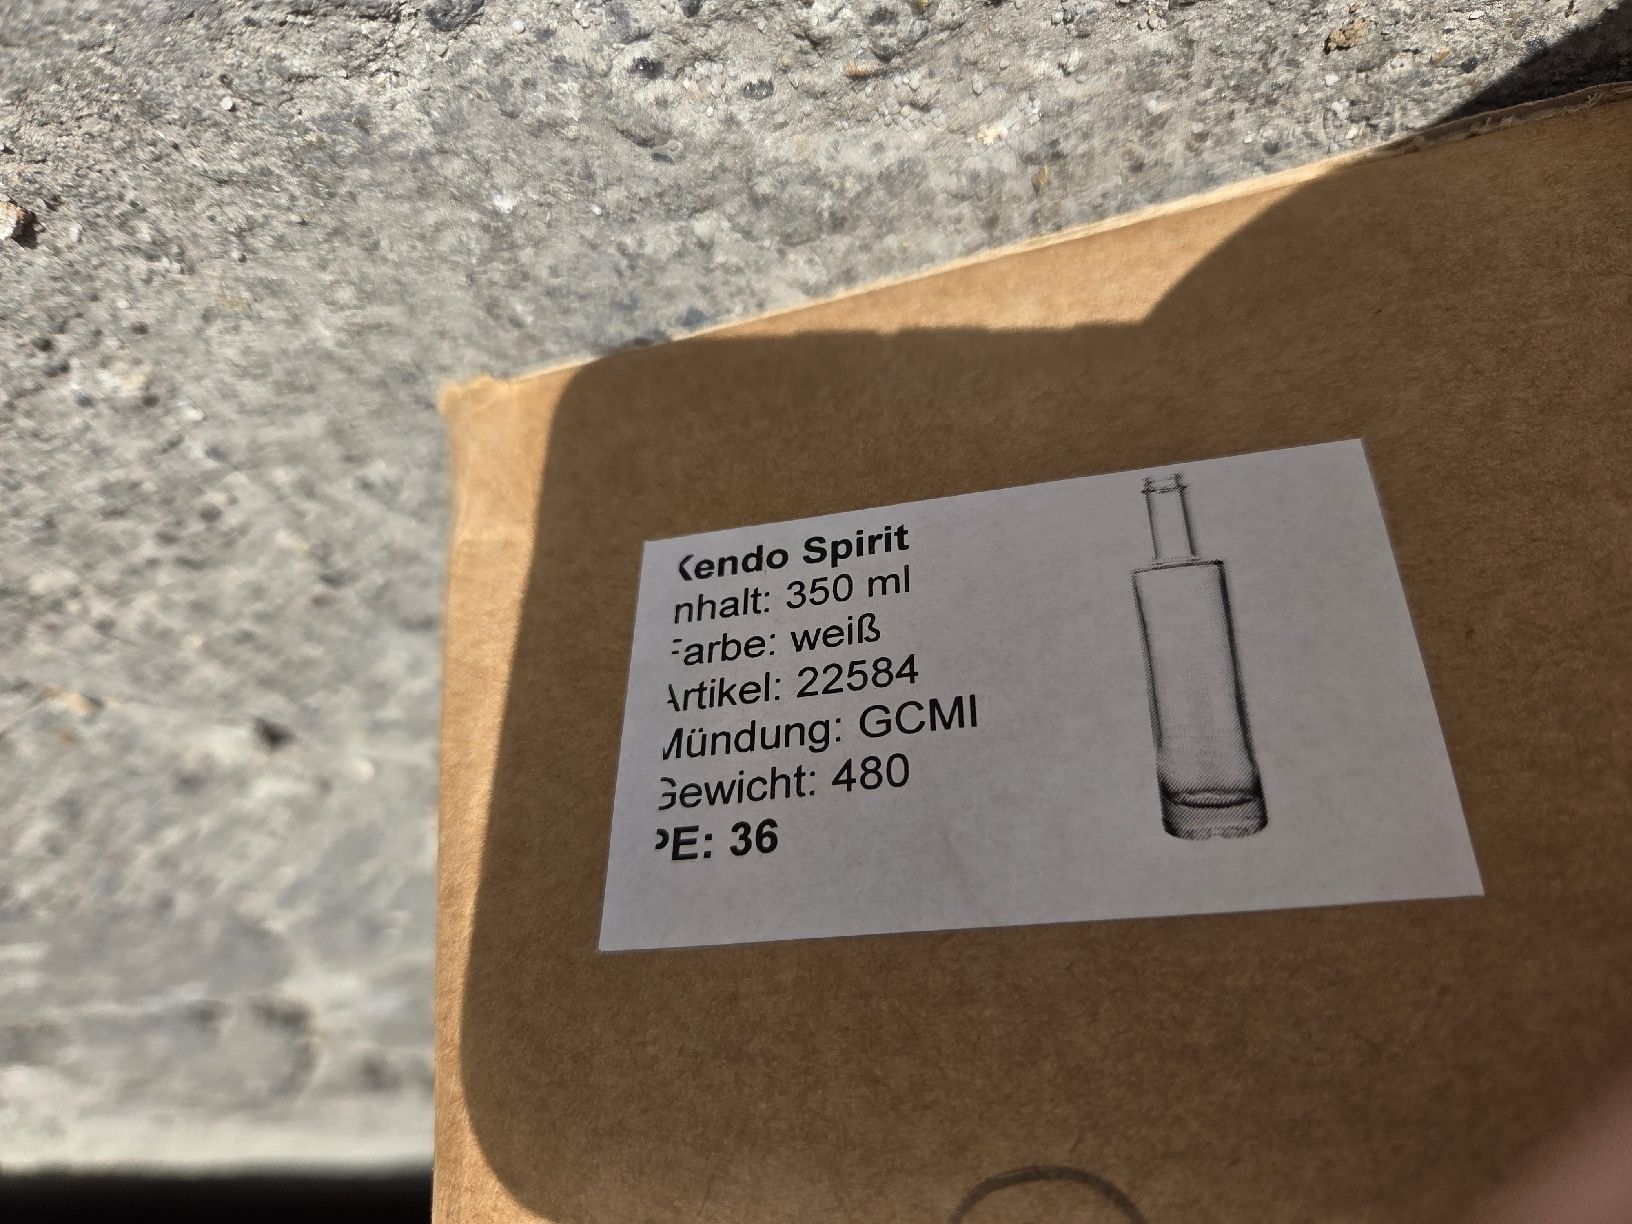 Kendo Spirit
nhalt: 350 ml
Farbe: weiß
Artikel: 22584
Mündung: GCMI
Gewicht: 480
PE: 36